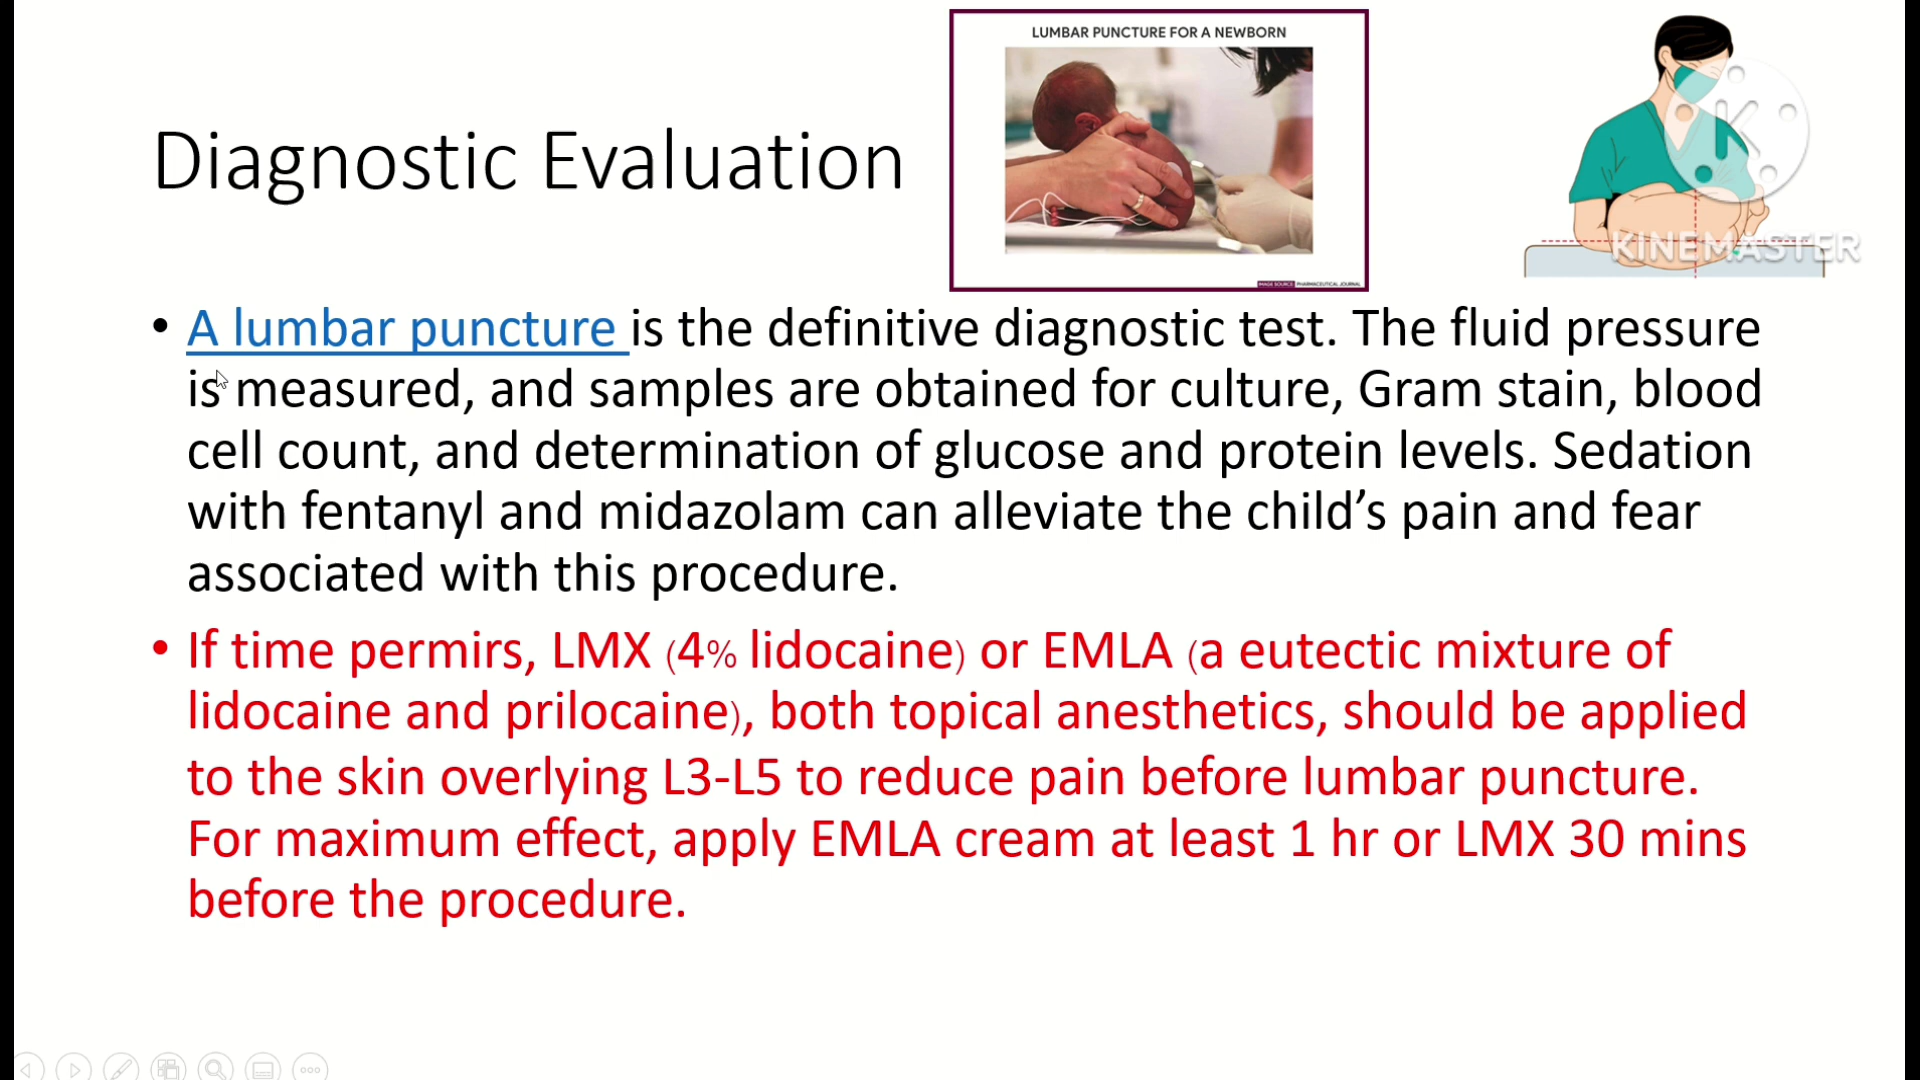 LUMBAR PUNCTURE FOR A NEWBORN
IMAGE SOURCE: PHARMACEUTICAL JOURNAL
K
KINEMASTER
Diagnostic Evaluation
• A lumbar puncture is the definitive diagnostic test. The fluid pressure
is measured, and samples are obtained for culture, Gram stain, blood
cell count, and determination of glucose and protein levels. Sedation
with fentanyl and midazolam can alleviate the child’s pain and fear
associated with this procedure.
• If time permirs, LMX (4% lidocaine) or EMLA (a eutectic mixture of
lidocaine and prilocaine), both topical anesthetics, should be applied
to the skin overlying L3-L5 to reduce pain before lumbar puncture.
For maximum effect, apply EMLA cream at least 1 hr or LMX 30 mins
before the procedure.